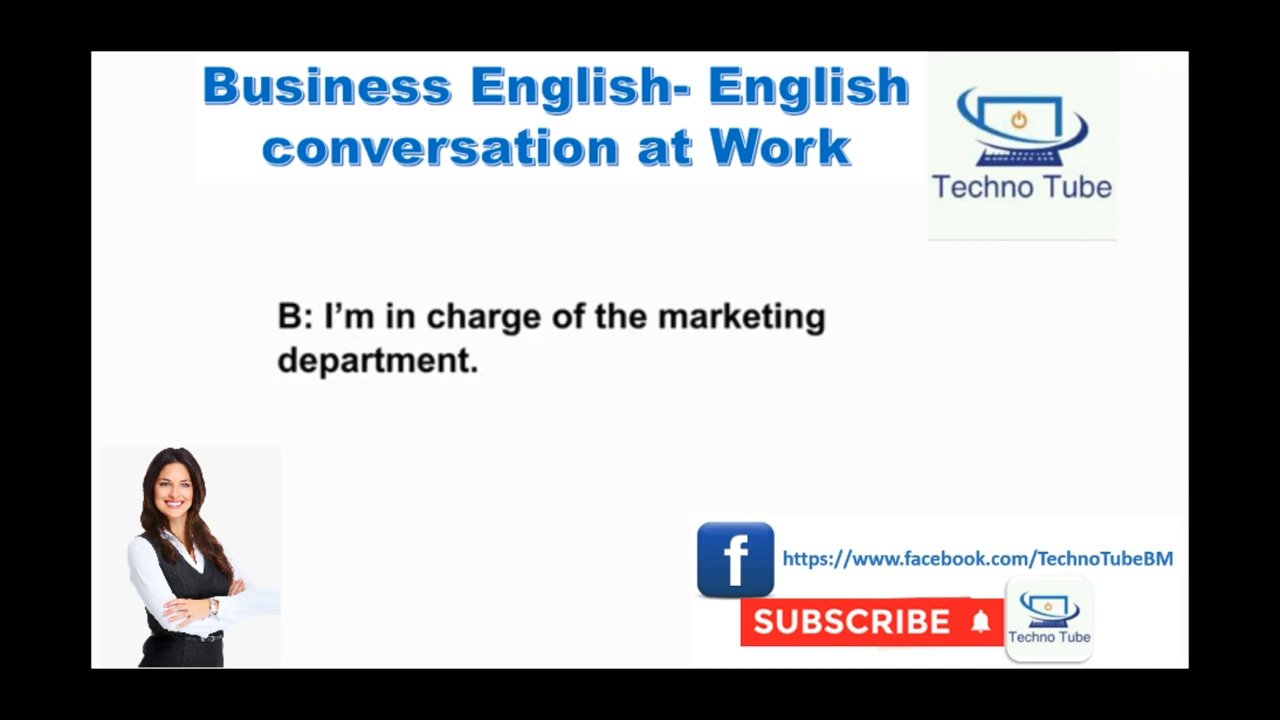 Business English- English
conversation at Work
Techno Tube
B: I’m in charge of the marketing
department.
f
https://www.facebook.com/TechnoTubeBM
SUBSCRIBE
Techno Tube